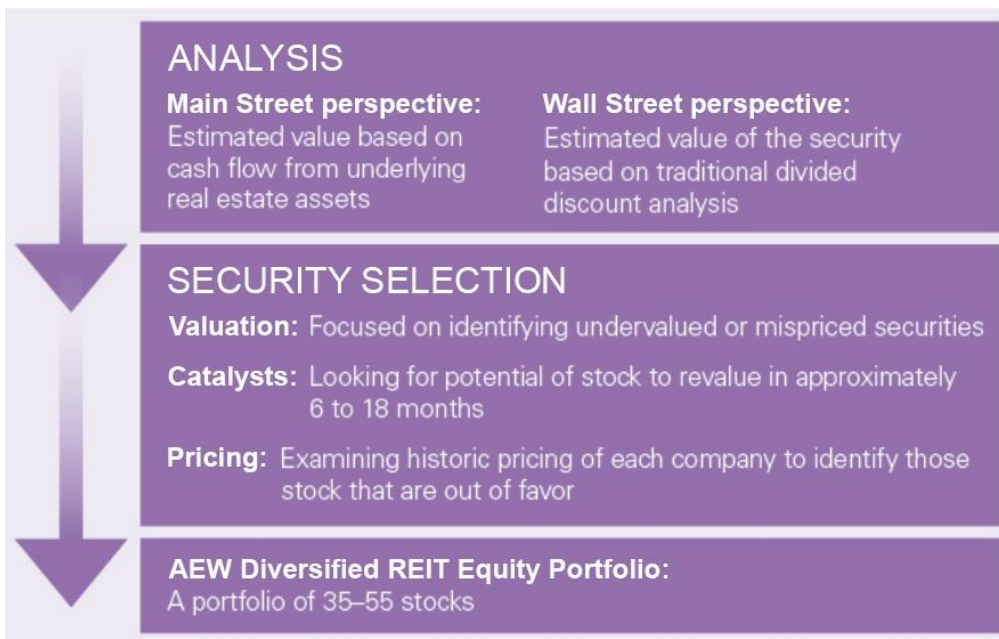 ANALYSIS
Main Street perspective:
Estimated value based on
cash flow from underlying
real estate assets
Wall Street perspective:
Estimated value of the security
based on traditional divided
discount analysis
SECURITY SELECTION
Valuation: Focused on identifying undervalued or mispriced securities
Catalysts: Looking for potential of stock to revalue in approximately
6 to 18 months
Pricing: Examining historic pricing of each company to identify those
stock that are out of favor
AEW Diversified REIT Equity Portfolio:
A portfolio of 35–55 stocks